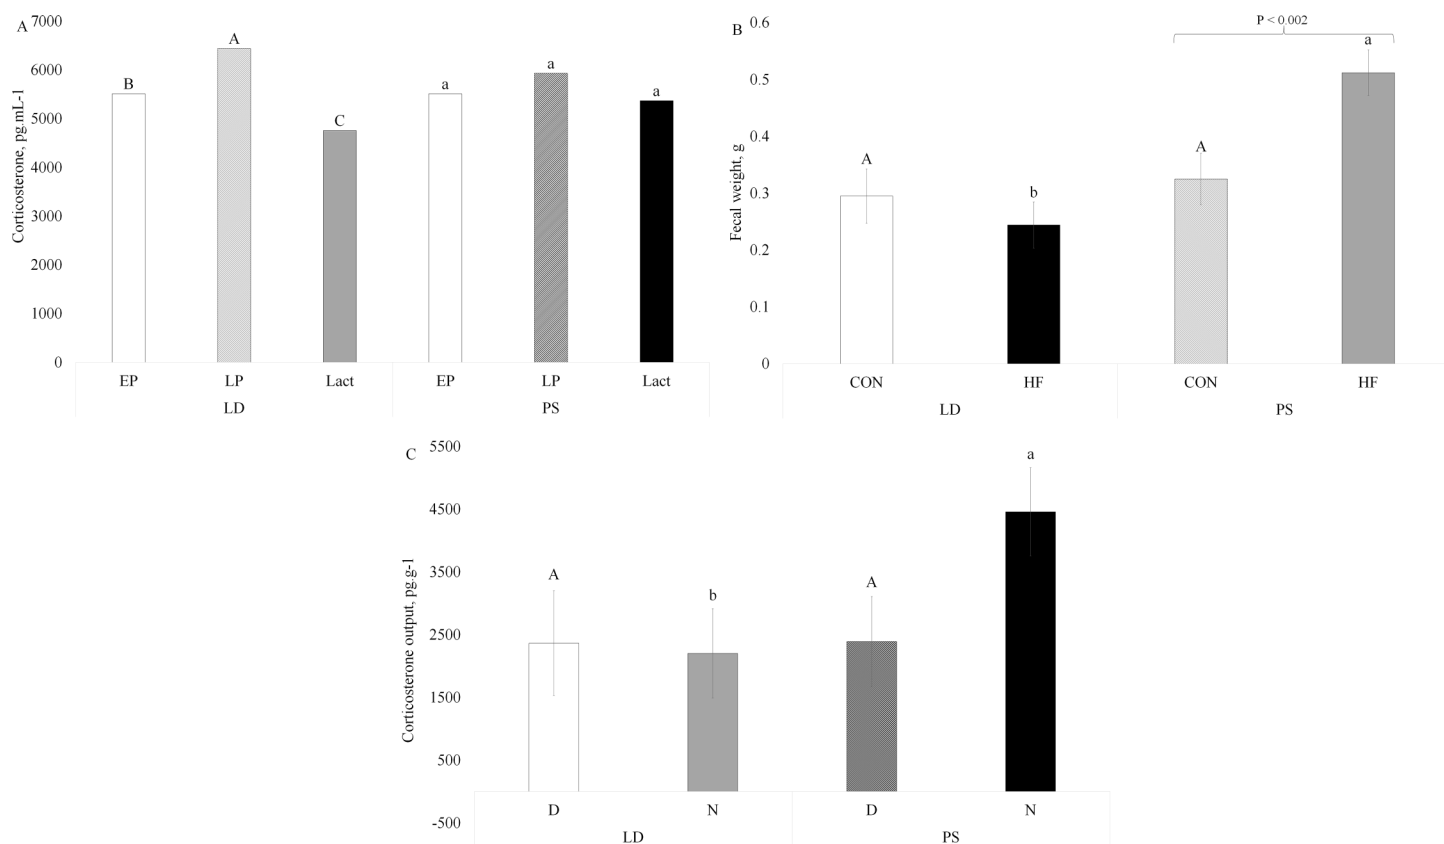 A
Corticosterone, pg.mL-1
7000
6000
5000
4000
3000
2000
1000
0
B
A
C
a
a
a
EP
LP
Lact
EP
LP
Lact
LD
PS
B
Fecal weight, g
0.6
0.5
0.4
0.3
0.2
0.1
0
P < 0.002
A
b
A
a
CON
HF
CON
HF
LD
PS
C
Corticosterone output, pg.g-1
5500
4500
3500
2500
1500
500
-500
A
b
A
a
D
N
D
N
LD
PS